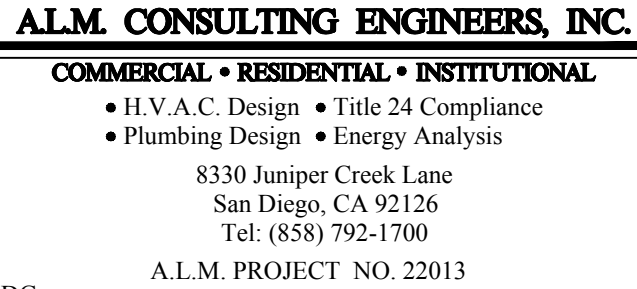 A.L.M. CONSULTING ENGINEERS, INC.
COMMERCIAL • RESIDENTIAL • INSTITUTIONAL
• H.V.A.C. Design • Title 24 Compliance
• Plumbing Design • Energy Analysis
8330 Juniper Creek Lane
San Diego, CA 92126
Tel: (858) 792-1700
A.L.M. PROJECT NO. 22013